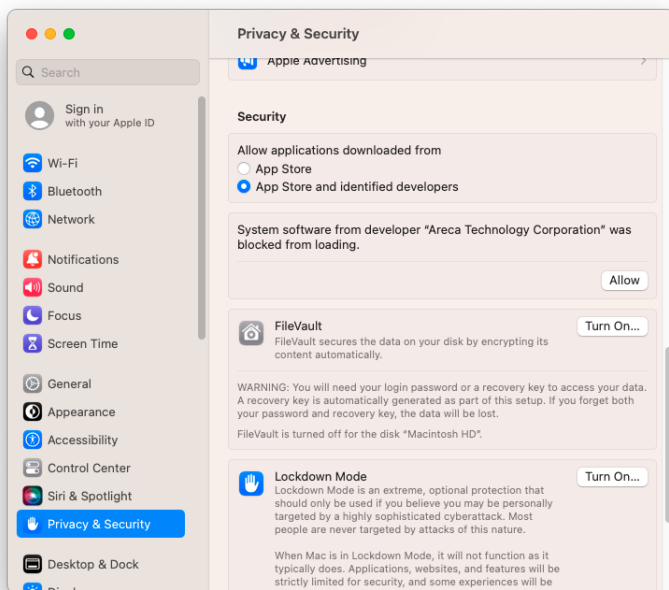 Privacy & Security
Search
Sign in
with your Apple ID
Wi-Fi
Bluetooth
Network
Notifications
Sound
Focus
Screen Time
General
Appearance
Accessibility
Control Center
Siri & Spotlight
Privacy & Security
Desktop & Dock
Apple Advertising
Security
Allow applications downloaded from
App Store
App Store and identified developers
System software from developer “Areca Technology Corporation” was
blocked from loading.
Allow
FileVault
Turn On...
FileVault secures the data on your disk by encrypting its
content automatically.
WARNING: You will need your login password or a recovery key to access your data.
A recovery key is automatically generated as part of this setup. If you forget both
your password and recovery key, the data will be lost.
FileVault is turned off for the disk “Macintosh HD”.
Lockdown Mode
Turn On...
Lockdown Mode is an extreme, optional protection that
should only be used if you believe you may be personally
targeted by a highly sophisticated cyberattack. Most
people are never targeted by attacks of this nature.
When Mac is in Lockdown Mode, it will not function as it
typically does. Applications, websites, and features will be
strictly limited for security, and some experiences will be